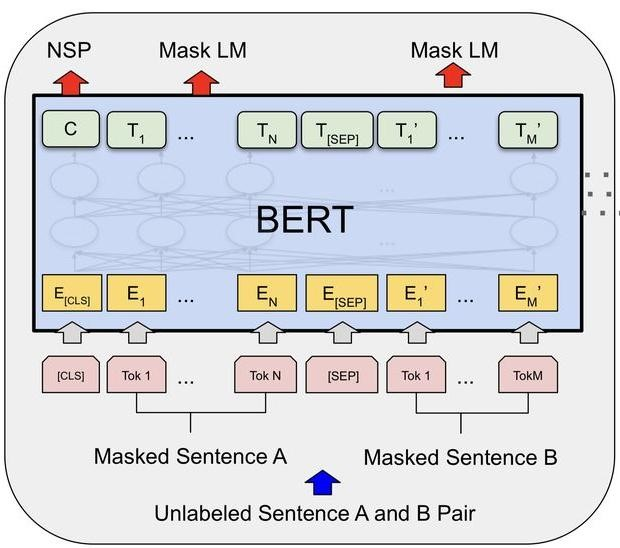 NSP Mask LM Mask LM
C T1 ... TN T[SEP] T1’ ... TM’
...
BERT
...
E[CLS] E1 ... EN E[SEP] E1’ ... EM’
[CLS] Tok 1 ... Tok N [SEP] Tok 1 ... TokM
Masked Sentence A Masked Sentence B
Unlabeled Sentence A and B Pair